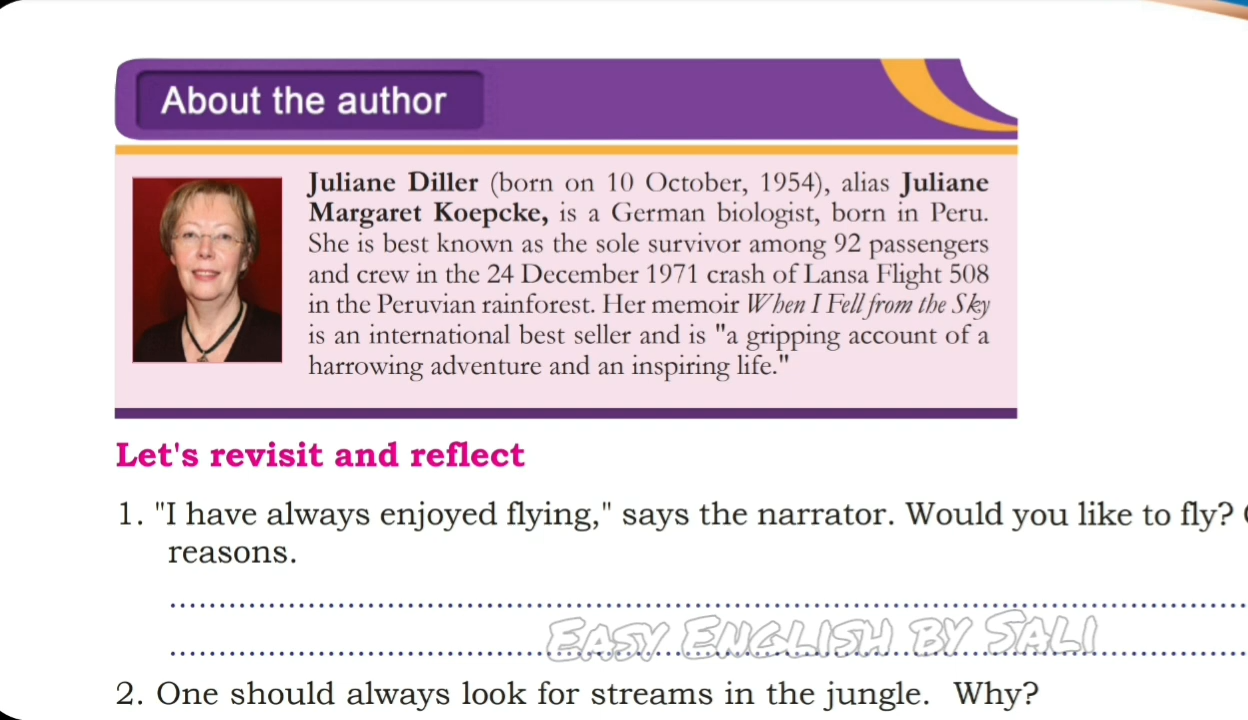 About the author
Juliane Diller (born on 10 October, 1954), alias Juliane
Margaret Koepcke, is a German biologist, born in Peru.
She is best known as the sole survivor among 92 passengers
and crew in the 24 December 1971 crash of Lansa Flight 508
in the Peruvian rainforest. Her memoir When I Fell from the Sky
is an international best seller and is "a gripping account of a
harrowing adventure and an inspiring life."
Let's revisit and reflect
1. "I have always enjoyed flying," says the narrator. Would you like to fly?
reasons.
EASY ENGLISH BY SALI
2. One should always look for streams in the jungle. Why?